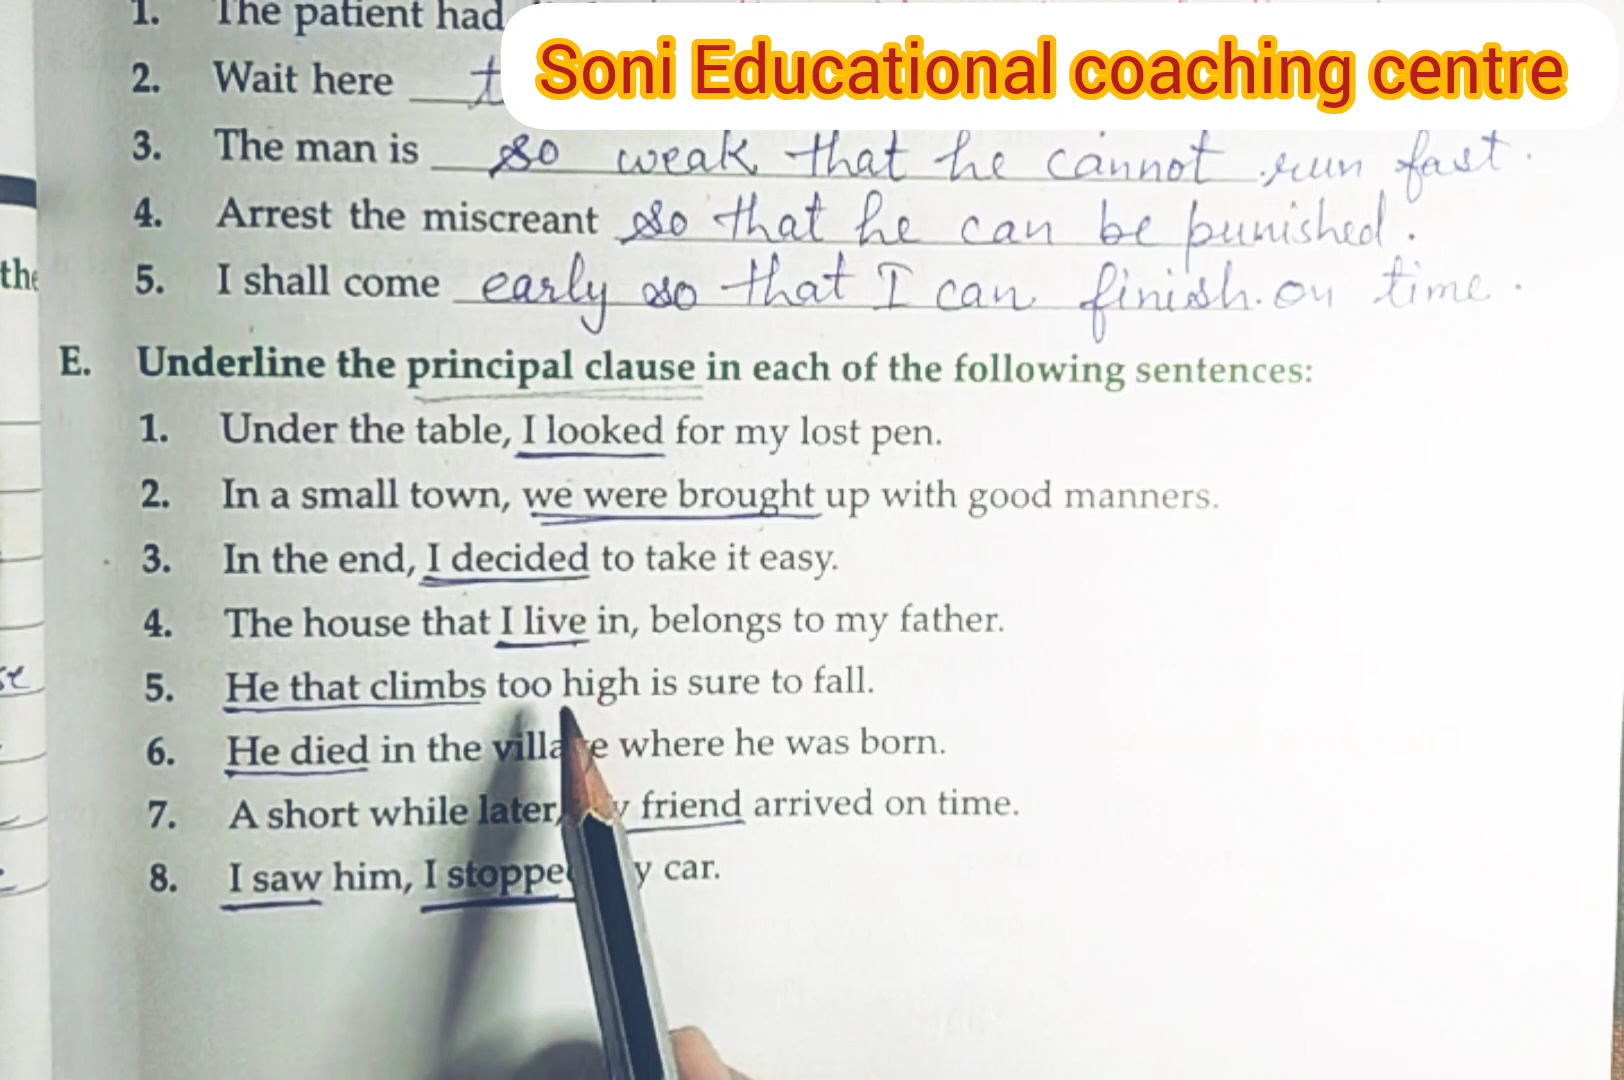 1. The patient had
Soni Educational coaching centre
2. Wait here t
3. The man is so weak that he cannot run fast.
4. Arrest the miscreant so that he can be punished.
the
5. I shall come early so that I can finish on time.
E. Underline the principal clause in each of the following sentences:
1. Under the table, I looked for my lost pen.
2. In a small town, we were brought up with good manners.
3. In the end, I decided to take it easy.
4. The house that I live in, belongs to my father.
5. He that climbs too high is sure to fall.
6. He died in the where he was born.
7. A short while later, friend arrived on time.
8. I saw him, I car.